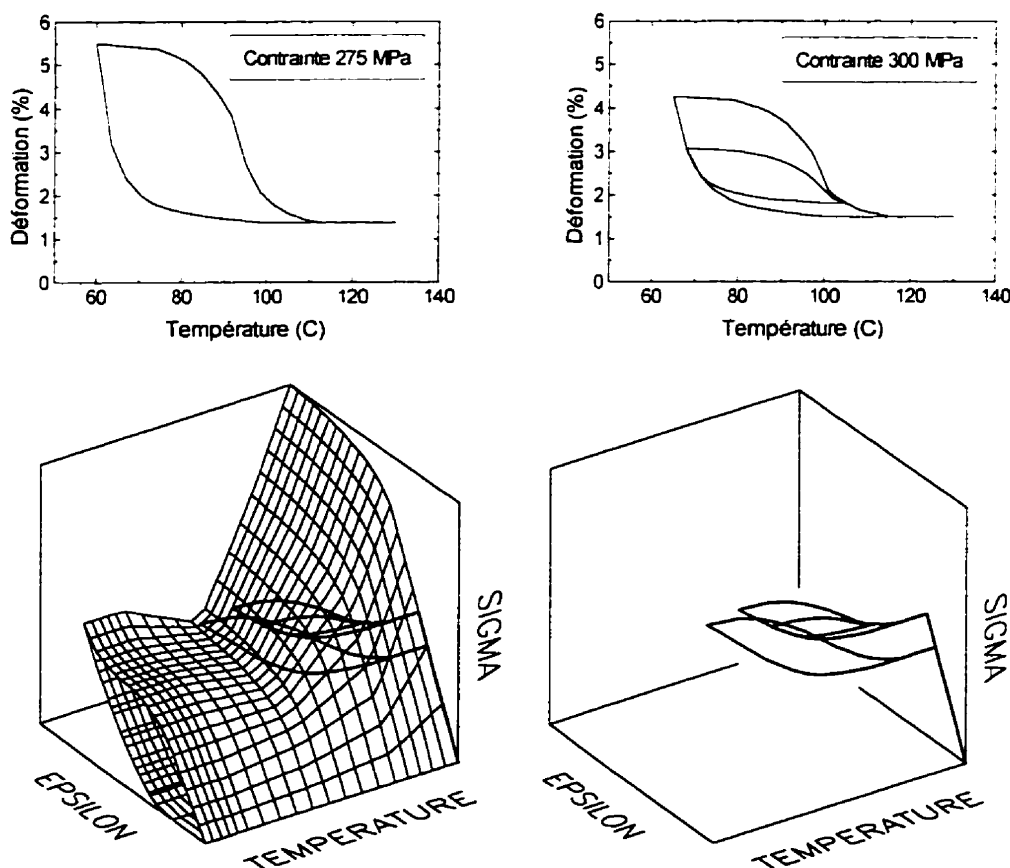 6
5
4
3
2
1
0
Déformation (%)
Contrainte 275 MPa
60
80
100
120
140
Température (C)
6
5
4
3
2
1
0
Déformation (%)
Contrainte 300 MPa
60
80
100
120
140
Température (C)
SIGMA
EPSILON
TEMPERATURE
SIGMA
EPSILON
TEMPERATURE